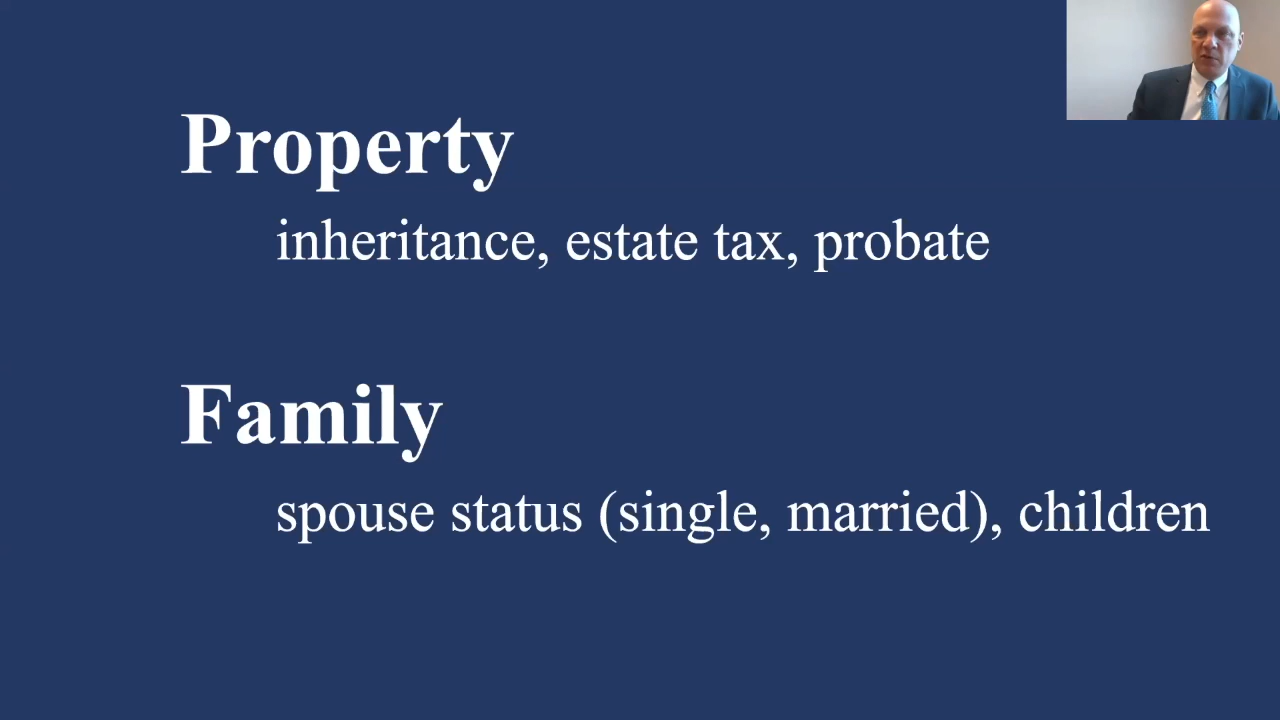 Property
inheritance, estate tax, probate
Family
spouse status (single, married), children